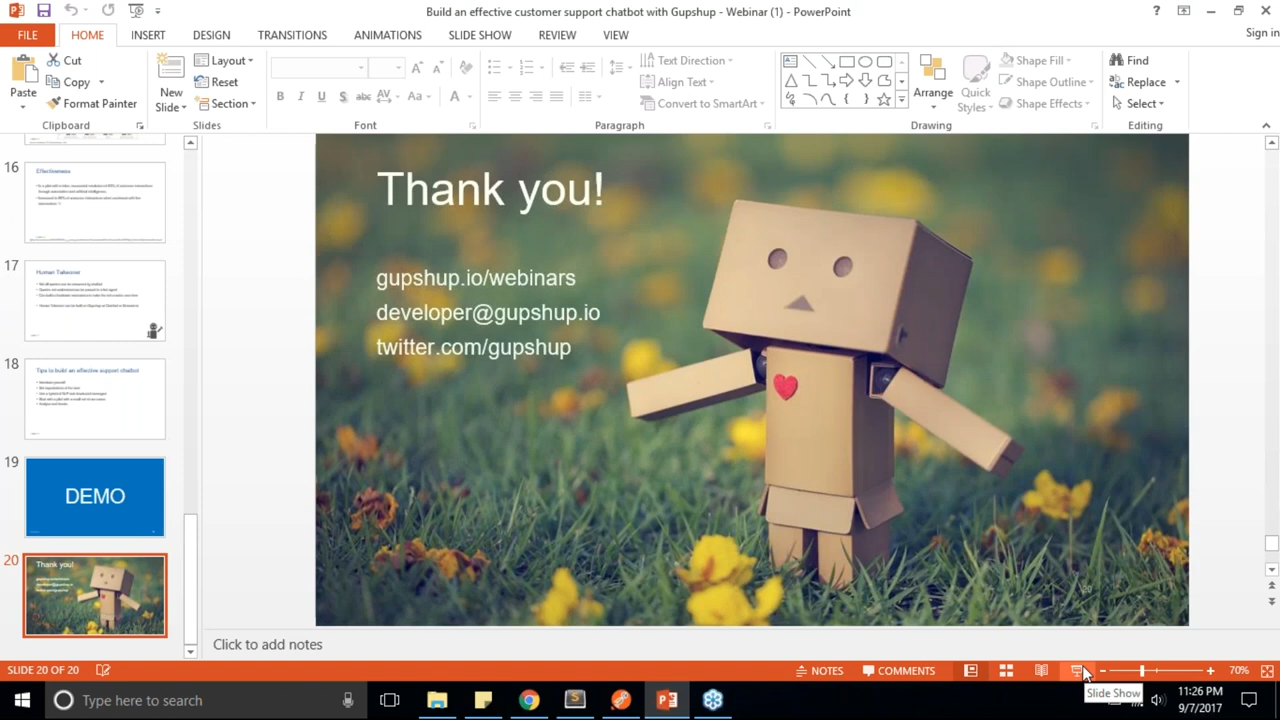 Build an effective customer support chatbot with Gupshup - Webinar (1) - PowerPoint
?
FILE HOME INSERT DESIGN TRANSITIONS ANIMATIONS SLIDE SHOW REVIEW VIEW Sign in
Paste
Cut
Copy
Format Painter
Clipboard
New Slide
Layout
Reset
Section
Slides
B I U S abc AV Aa A
Font
Text Direction
Align Text
Convert to SmartArt
Paragraph
Arrange
Quick Styles
Shape Fill
Shape Outline
Shape Effects
Drawing
Find
Replace
Select
Editing
16
Effectiveness
17
Human Takeover
18
Tips to build an effective support chatbot
19
DEMO
20
Thank you!
Thank you!
gupshup.io/webinars
developer@gupshup.io
twitter.com/gupshup
20
Click to add notes
SLIDE 20 OF 20
NOTES
COMMENTS
70%
Slide Show
Type here to search
11:26 PM
9/7/2017